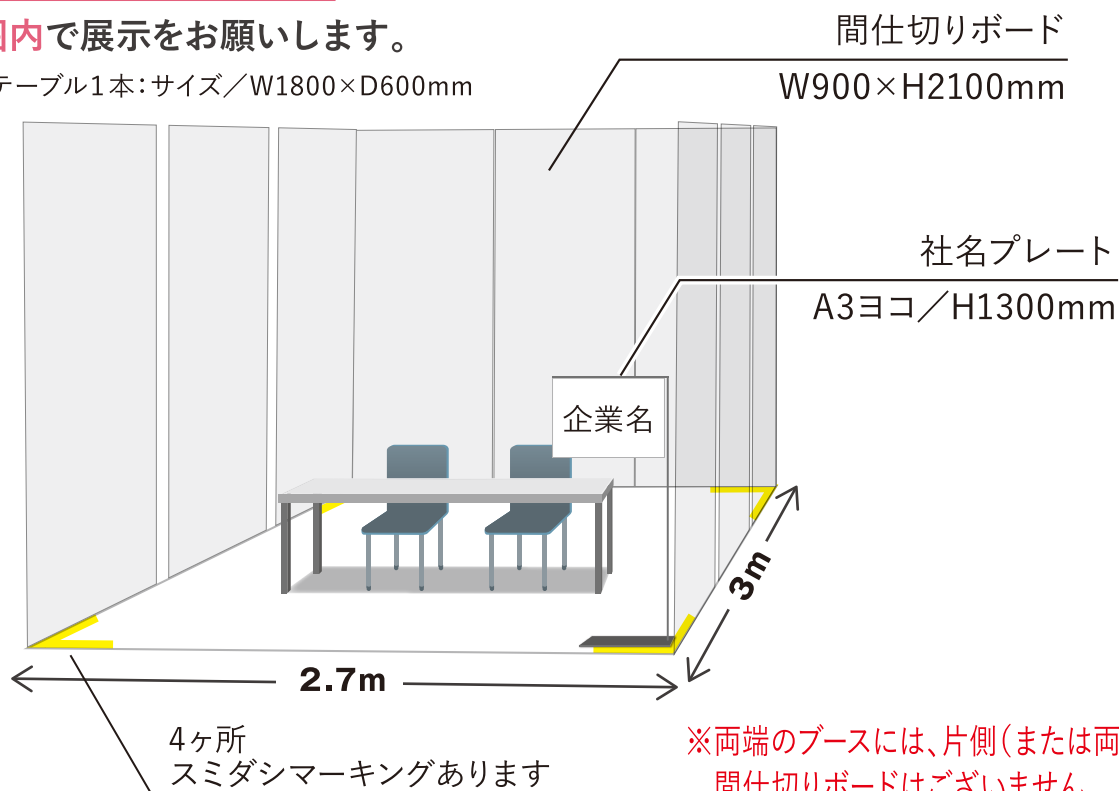 内で展示をお願いします。
テーブル1本：サイズ／W1800×D600mm
間仕切りボード
W900×H2100mm
社名プレート
A3ヨコ／H1300mm
企業名
3m
2.7m
4ヶ所
スミダシマーキングあります
※両端のブースには、片側（または両
間仕切りボードはございません